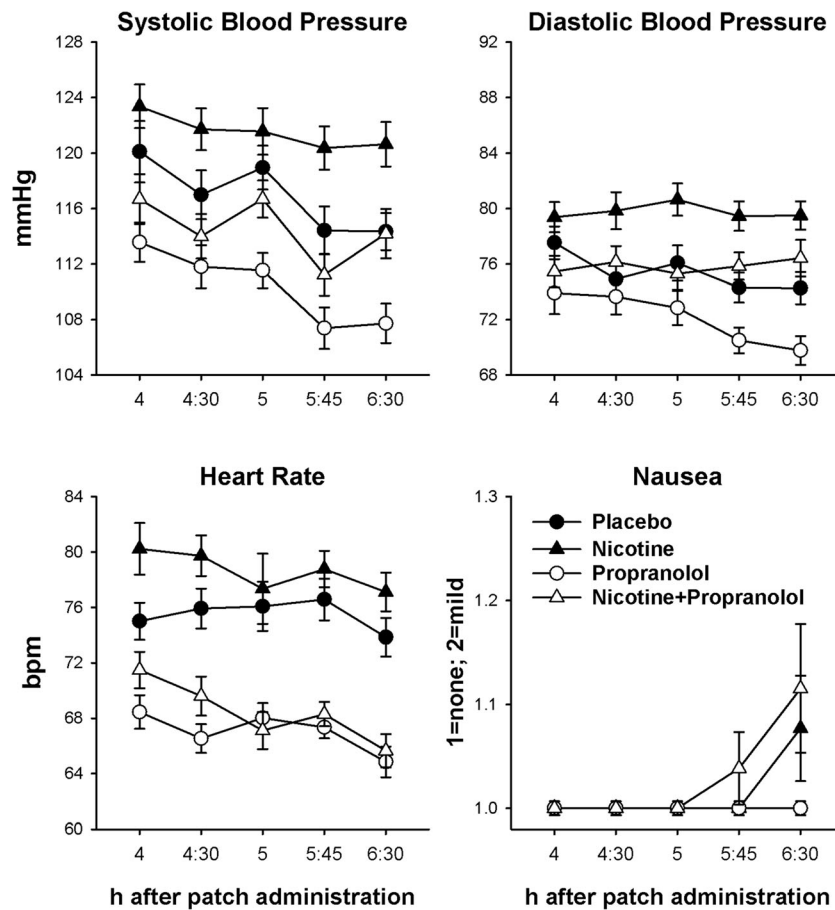 Systolic Blood Pressure
128
124
120
116
112
108
104
mmHg
4 4:30 5 5:45 6:30
Diastolic Blood Pressure
92
88
84
80
76
72
68
4 4:30 5 5:45 6:30
Heart Rate
84
80
76
72
68
64
60
bpm
4 4:30 5 5:45 6:30
h after patch administration
Nausea
1.3
1.2
1.1
1.0
1=none; 2=mild
Placebo
Nicotine
Propranolol
Nicotine+Propranolol
4 4:30 5 5:45 6:30
h after patch administration